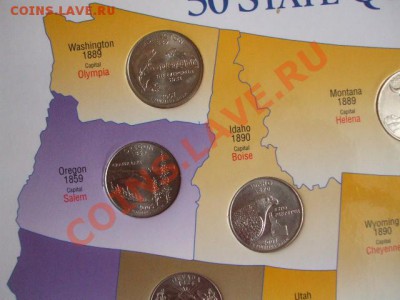 COINS.LAVE.RU
50 STATE Q
Washington
1889
Capital
Olympia
Montana
1889
Capital
Helena
Idaho
1890
Capital
Boise
Oregon
1859
Capital
Salem
Wyoming
1890
Capital
Cheyenne
Utah
COINS.LAVE.RU